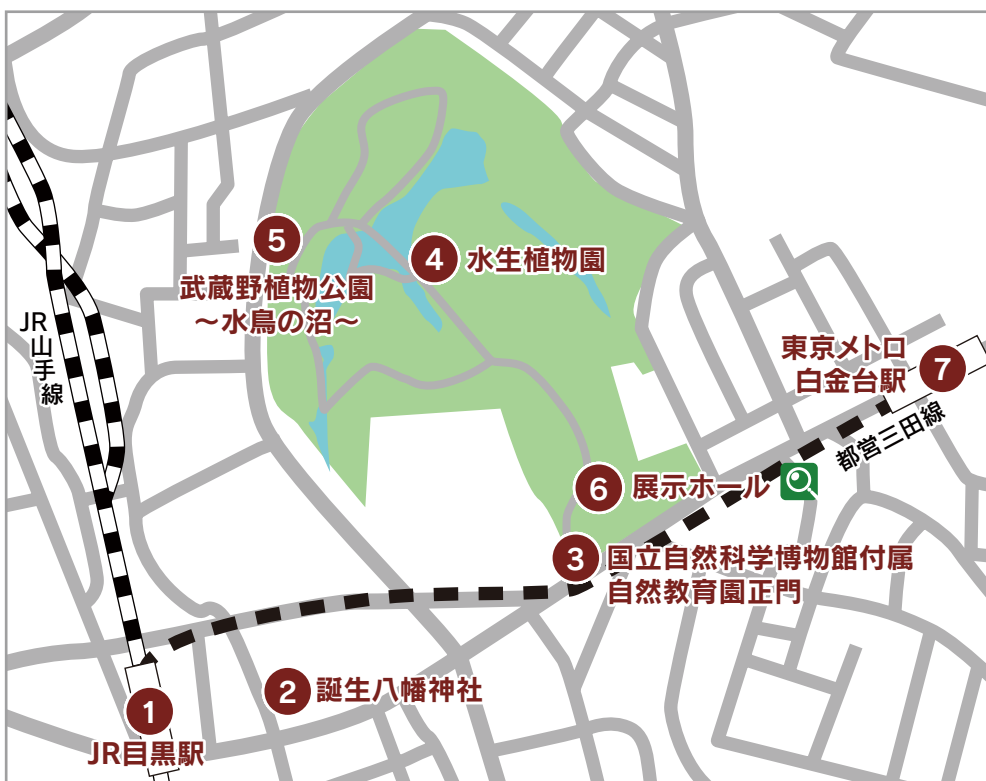 5
武蔵野植物公園
～水鳥の沼～
4 水生植物園
JR山手線
東京メトロ
白金台駅
7
都営三田線
6 展示ホール
3 国立自然科学博物館付属
自然教育園正門
2 誕生八幡神社
1
JR目黒駅